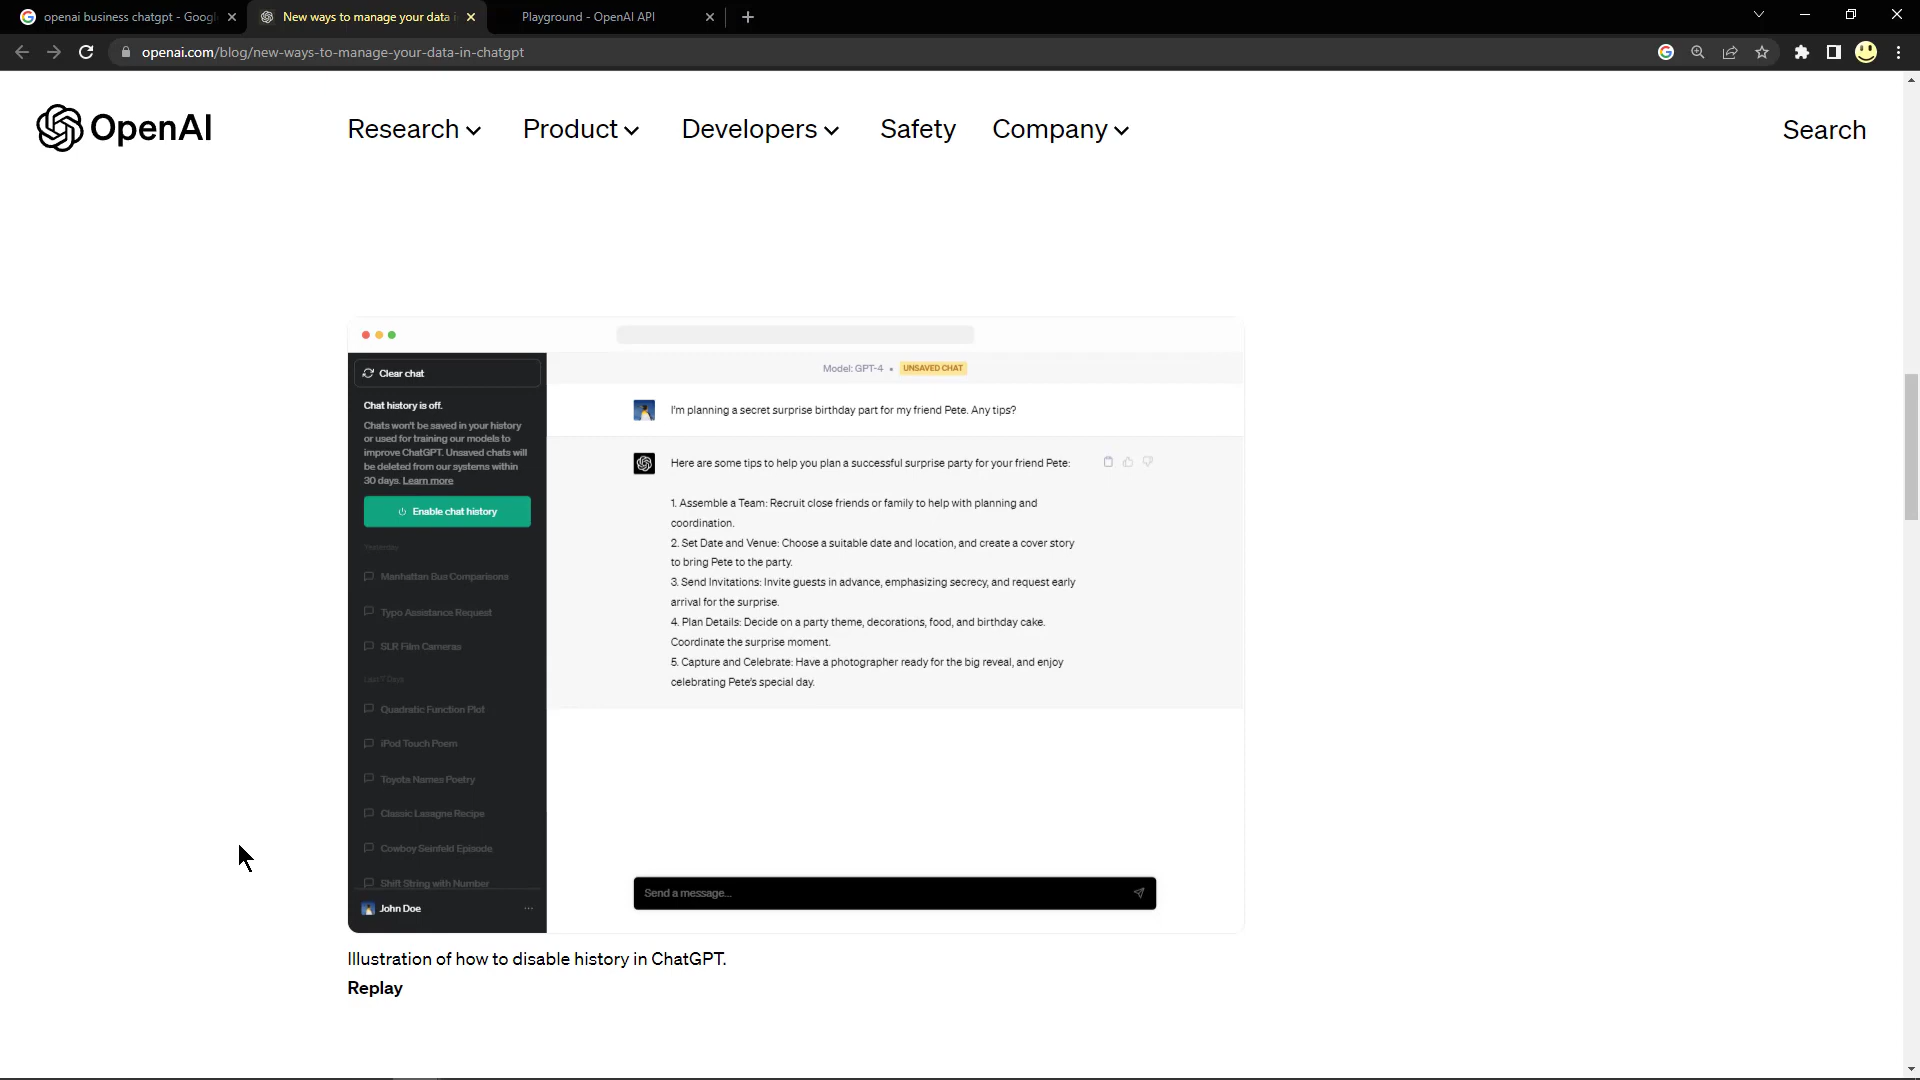 openai business chatgpt - Googl
New ways to manage your data i
Playground - OpenAI API
openai.com/blog/new-ways-to-manage-your-data-in-chatgpt
OpenAI
Research
Product
Developers
Safety
Company
Search
Clear chat
Chat history is off.
Chats won't be saved in your history
or used for training our models to
improve ChatGPT. Unsaved chats will
be deleted from our systems within
30 days. Learn more
Enable chat history
Yesterday
Manhattan Bus Comparisons
Typo Assistance Request
SLR Film Cameras
Last 7 Days
Quadratic Function Plot
iPod Touch Poem
Toyota Names Poetry
Classic Lasagne Recipe
Cowboy Seinfeld Episode
Shift String with Number
John Doe
Model: GPT-4 • UNSAVED CHAT
I'm planning a secret surprise birthday part for my friend Pete. Any tips?
Here are some tips to help you plan a successful surprise party for your friend Pete:
1. Assemble a Team: Recruit close friends or family to help with planning and
coordination.
2. Set Date and Venue: Choose a suitable date and location, and create a cover story
to bring Pete to the party.
3. Send Invitations: Invite guests in advance, emphasizing secrecy, and request early
arrival for the surprise.
4. Plan Details: Decide on a party theme, decorations, food, and birthday cake.
Coordinate the surprise moment.
5. Capture and Celebrate: Have a photographer ready for the big reveal, and enjoy
celebrating Pete's special day.
Send a message...
Illustration of how to disable history in ChatGPT.
Replay